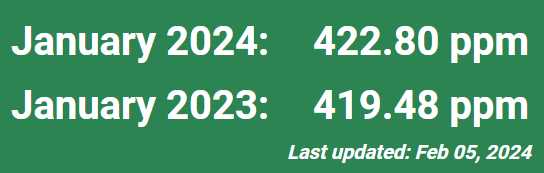 January 2024: 422.80 ppm
January 2023: 419.48 ppm
Last updated: Feb 05, 2024